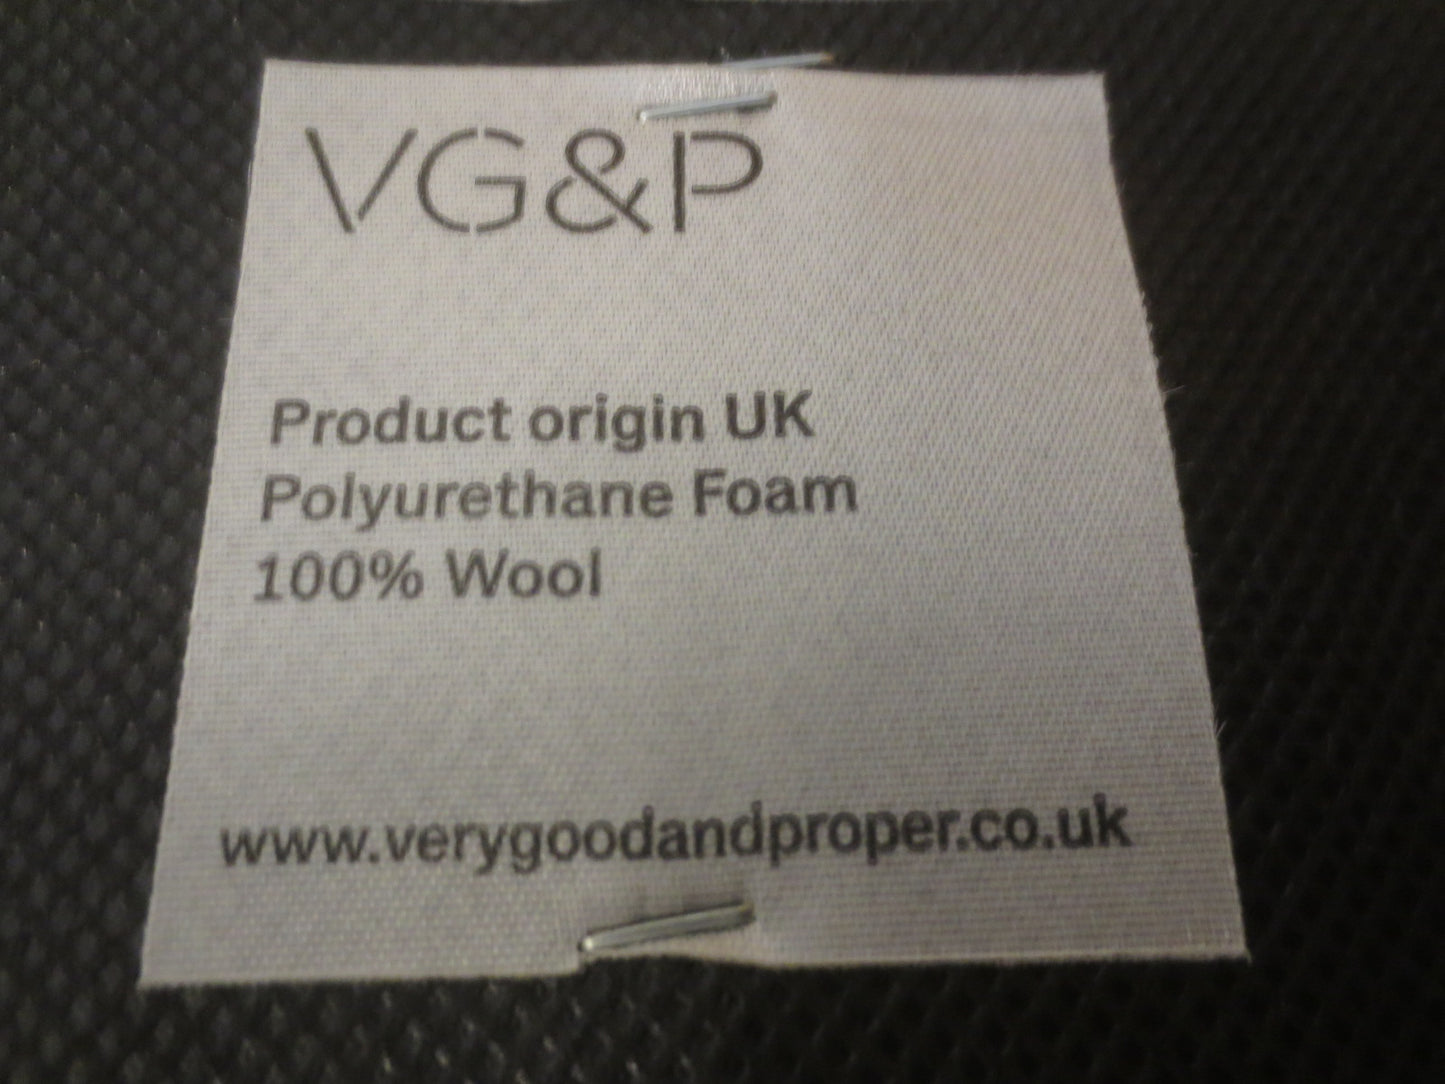 VG&P
Product origin UK
Polyurethane Foam
100% Wool
www.verygoodandproper.co.uk